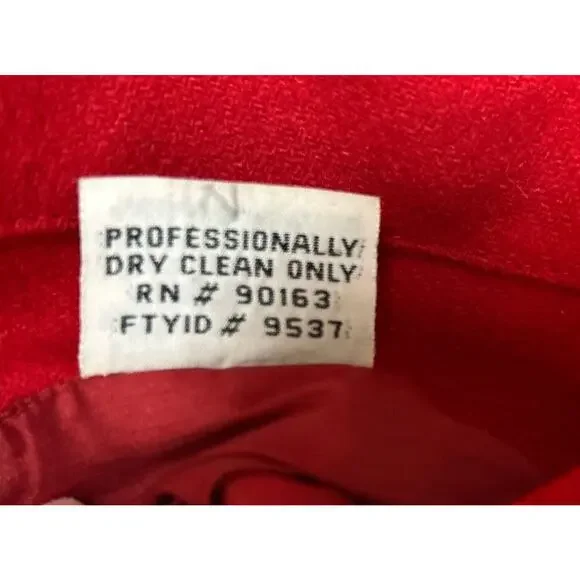 PROFESSIONALLY
DRY CLEAN ONLY
RN # 90163
FTYID # 9537